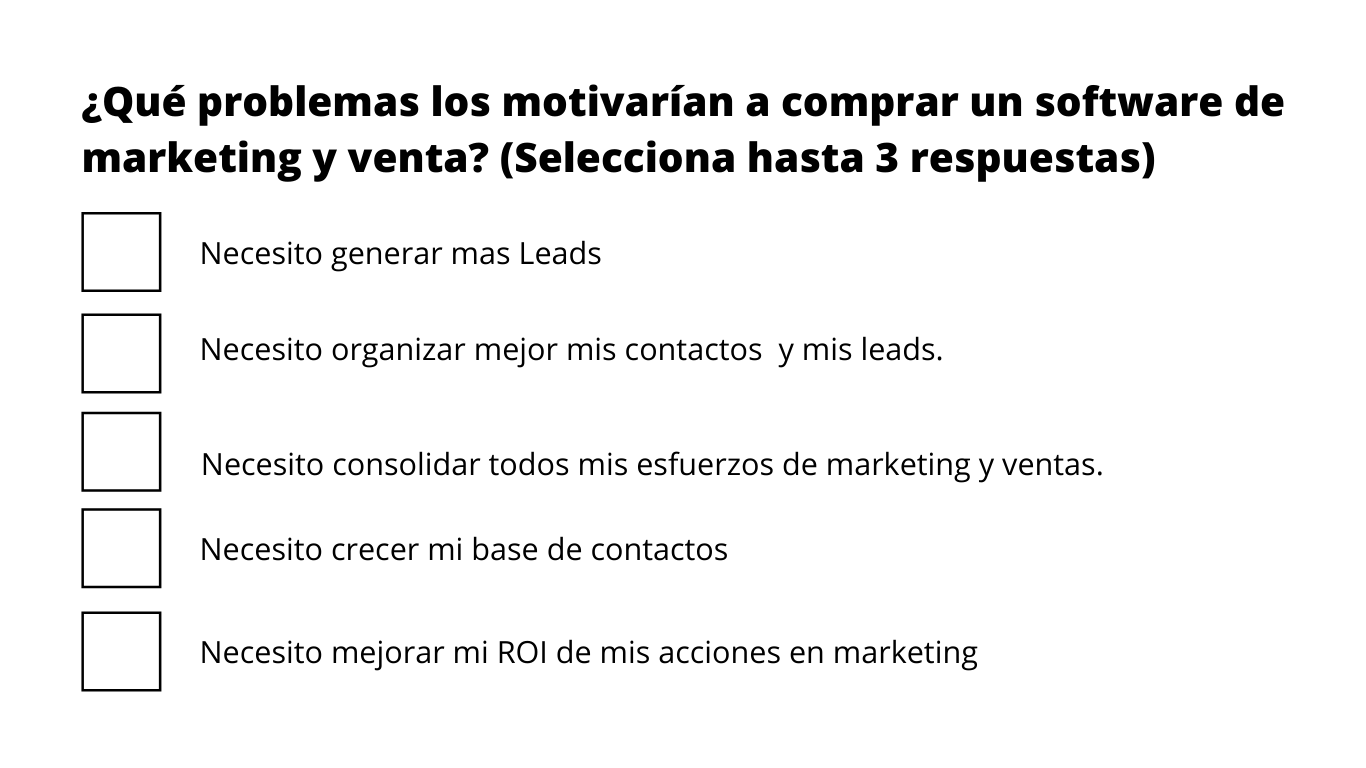 ¿Qué problemas los motivarían a comprar un software de
marketing y venta? (Selecciona hasta 3 respuestas)
Necesito generar mas Leads
Necesito organizar mejor mis contactos  y mis leads.
Necesito consolidar todos mis esfuerzos de marketing y ventas.
Necesito crecer mi base de contactos
Necesito mejorar mi ROI de mis acciones en marketing